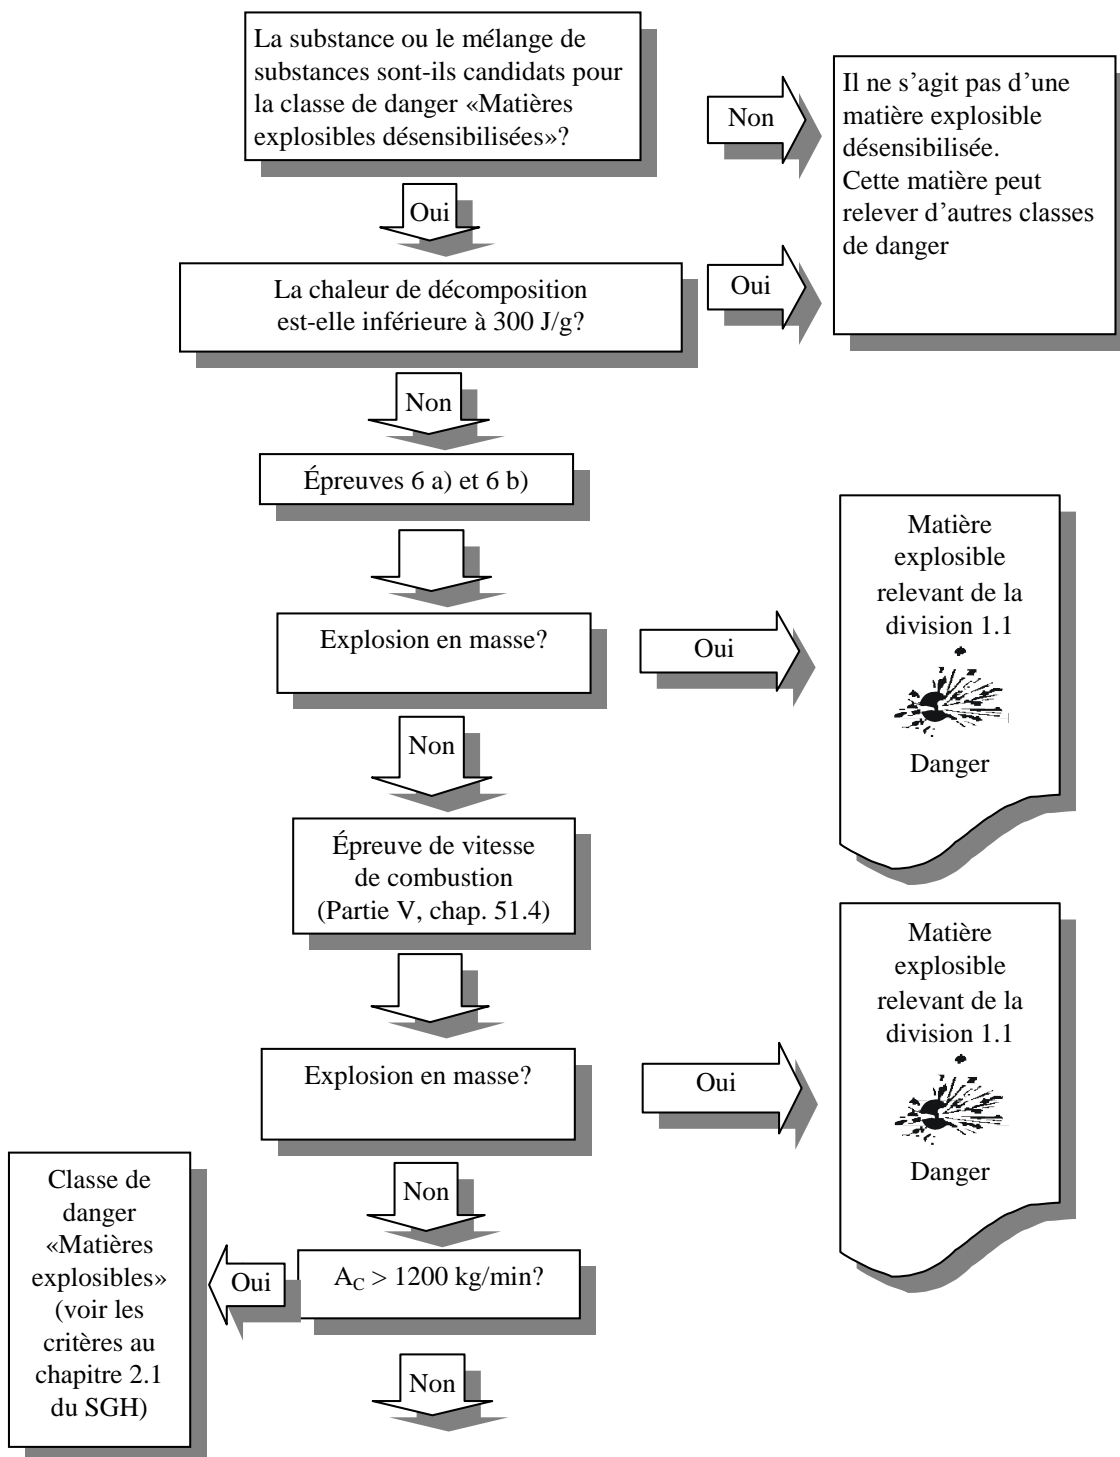 La substance ou le mélange de
substances sont-ils candidats pour
la classe de danger «Matières
explosibles désensibilisées»?
Non
Il ne s’agit pas d’une
matière explosible
désensibilisée.
Cette matière peut
relever d’autres classes
de danger
Oui
La chaleur de décomposition
est-elle inférieure à 300 J/g?
Oui
Non
Épreuves 6 a) et 6 b)
Explosion en masse?
Oui
Matière
explosible
relevant de la
division 1.1
Danger
Non
Épreuve de vitesse
de combustion
(Partie V, chap. 51.4)
Explosion en masse?
Oui
Matière
explosible
relevant de la
division 1.1
Danger
Non
A_C > 1200 kg/min?
Oui
Classe de
danger
«Matières
explosibles»
(voir les
critères au
chapitre 2.1
du SGH)
Non